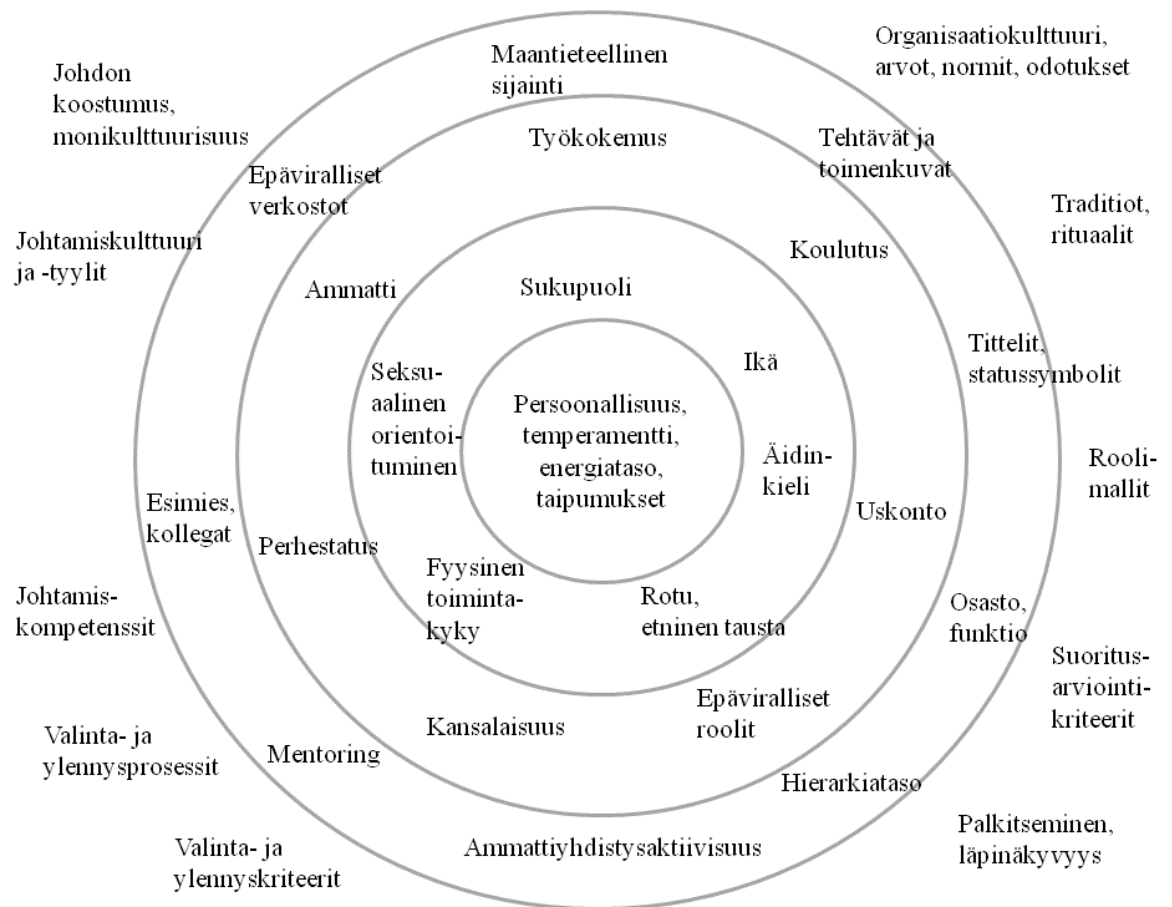 Organisaatiokulttuuri,
arvot, normit, odotukset
Maantieteellinen
sijainti
Johdon
koostumus,
monikulttuurisuus
Työkokemus
Tehtävät ja
toimenkuvat
Epäviralliset
verkostot
Traditiot,
rituaalit
Johtamiskulttuuri
ja -tyylit
Koulutus
Ammatti
Sukupuoli
Tittelit,
statussymbolit
Ikä
Seksu-
aalinen
orientoi-
tuminen
Persoonallisuus,
temperamentti,
energiataso,
taipumukset
Äidin-
kieli
Rooli-
mallit
Esimies,
kollegat
Uskonto
Perhestatus
Fyysinen
toiminta-
kyky
Rotu,
etninen tausta
Johtamis-
kompetenssit
Osasto,
funktio
Suoritus-
arviointi-
kriteerit
Epäviralliset
roolit
Kansalaisuus
Valinta- ja
ylennysprosessit
Mentoring
Hierarkiataso
Palkitseminen,
läpinäkyvyys
Valinta- ja
ylennyskriteerit
Ammattiyhdistysaktiivisuus